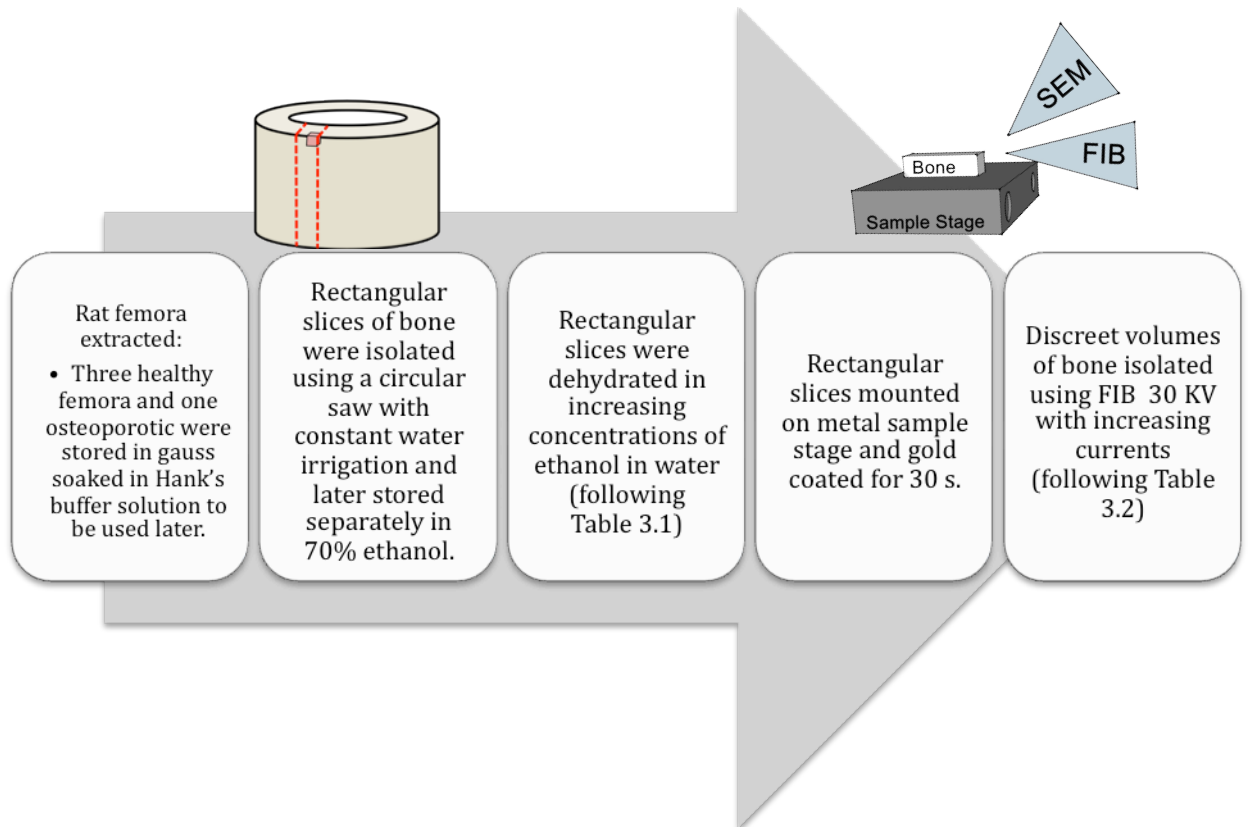 SEM
FIB
Bone
Sample Stage
Rat femora
extracted:
• Three healthy
femora and one
osteoporotic were
stored in gauss
soaked in Hank's
buffer solution to
be used later.
Rectangular
slices of bone
were isolated
using a circular
saw with
constant water
irrigation and
later stored
separately in
70% ethanol.
Rectangular
slices were
dehydrated in
increasing
concentrations of
ethanol in water
(following
Table 3.1)
Rectangular
slices mounted
on metal sample
stage and gold
coated for 30 s.
Discreet volumes
of bone isolated
using FIB 30 KV
with increasing
currents
(following Table
3.2)